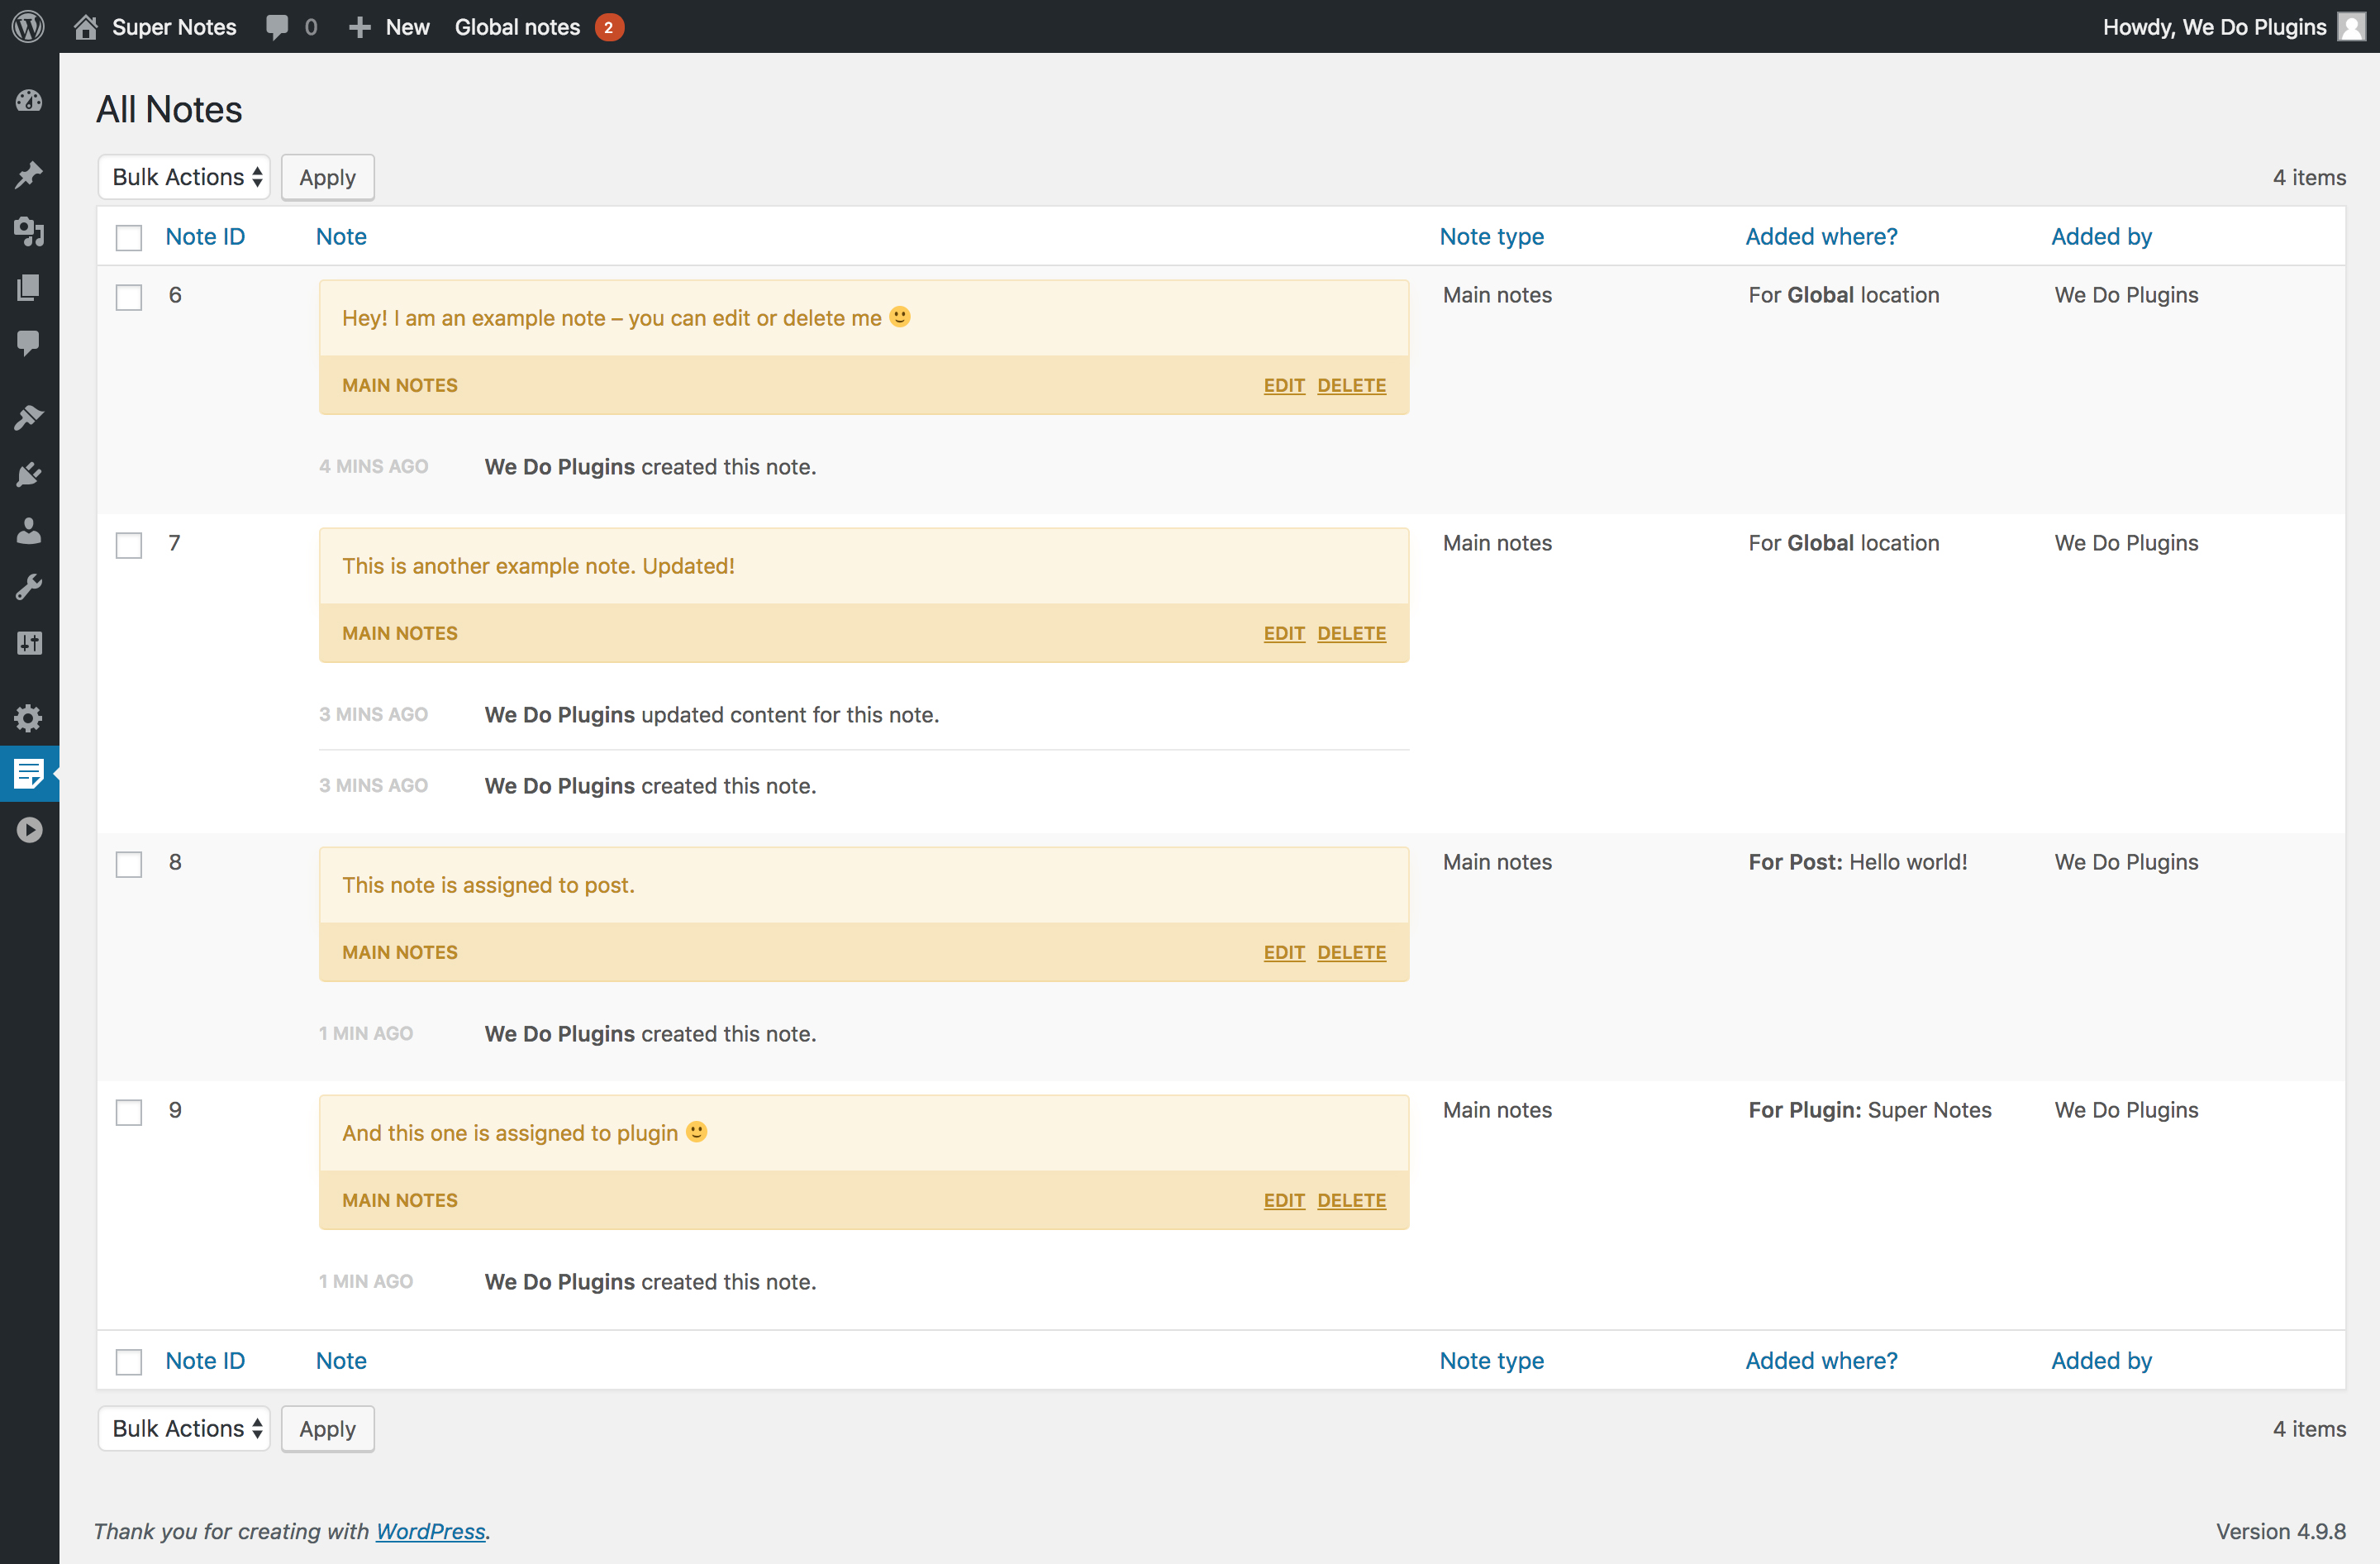 Super Notes 0 New Global notes 2 Howdy, We Do Plugins
All Notes
Bulk Actions Apply 4 items
Note ID Note Note type Added where? Added by
6 Hey! I am an example note – you can edit or delete me 🙂 Main notes For Global location We Do Plugins
MAIN NOTES EDIT DELETE
4 MINS AGO We Do Plugins created this note.
7 This is another example note. Updated! Main notes For Global location We Do Plugins
MAIN NOTES EDIT DELETE
3 MINS AGO We Do Plugins updated content for this note.
3 MINS AGO We Do Plugins created this note.
8 This note is assigned to post. Main notes For Post: Hello world! We Do Plugins
MAIN NOTES EDIT DELETE
1 MIN AGO We Do Plugins created this note.
9 And this one is assigned to plugin 🙂 Main notes For Plugin: Super Notes We Do Plugins
MAIN NOTES EDIT DELETE
1 MIN AGO We Do Plugins created this note.
Note ID Note Note type Added where? Added by
Bulk Actions Apply 4 items
Thank you for creating with WordPress. Version 4.9.8